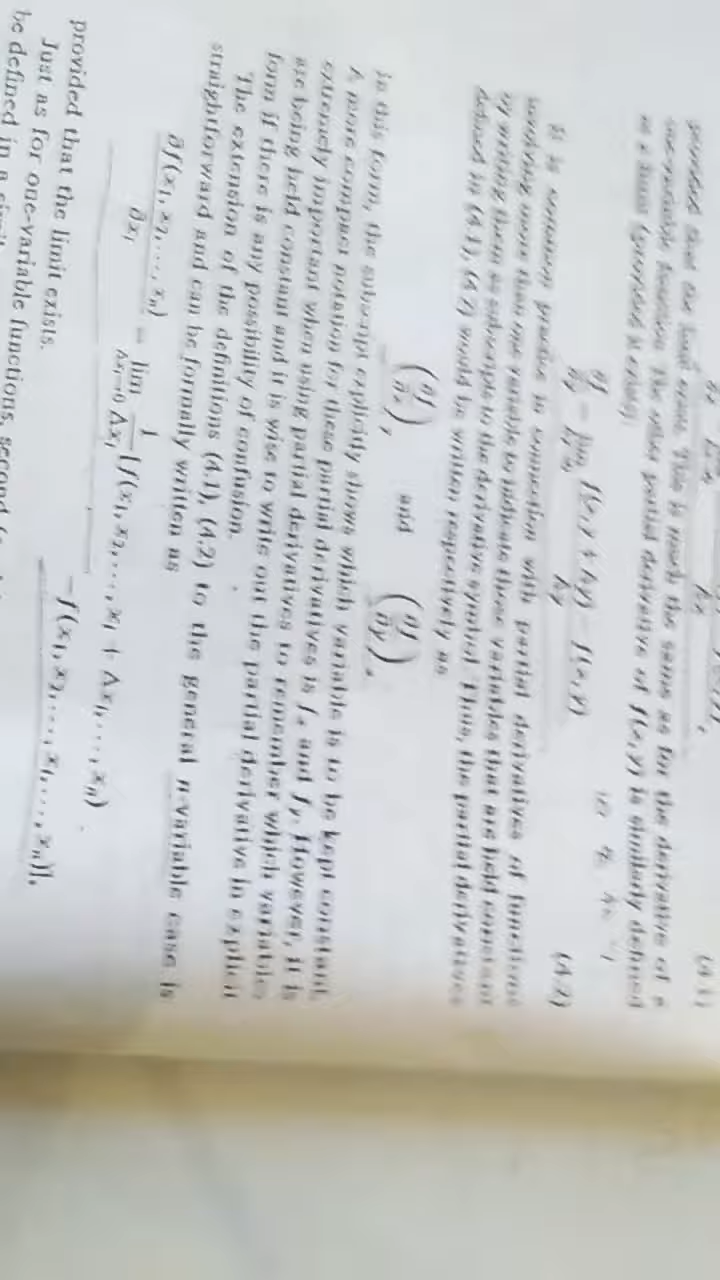 provided that the limit exists. This is much the same as for the derivative of a
one-variable function. The other partial derivative of f(x, y) is similarly defined
as a limit (provided it exists):
∂f/∂y = lim Δy→0 f(x, y + Δy) − f(x, y) / Δy (4.2)
It is common practice in connection with partial derivatives of functions
involving more than one variable to indicate those variables that are held constant
by writing them as subscripts to the derivative symbol. Thus, the partial derivatives
defined in (4.1), (4.2) would be written respectively as
(∂f/∂x)y and (∂f/∂y)x.
in this form, the subscript explicitly shows which variable is to be kept constant.
A more compact notation for these partial derivatives is fx and fy. However, it is
extremely important when using partial derivatives to remember which variables
are being held constant and it is wise to write out the partial derivative in explicit
form if there is any possibility of confusion.
The extension of the definitions (4.1), (4.2) to the general n-variable case is
straightforward and can be formally written as
∂f(x₁, x₂, ..., xₙ)/∂xᵢ = lim Δxᵢ→0 1/Δxᵢ [f(x₁, x₂, ..., xᵢ + Δxᵢ, ..., xₙ)
−f(x₁, x₂, ..., xᵢ, ..., xₙ)],
provided that the limit exists.
Just as for one-variable functions, second
be defined in a